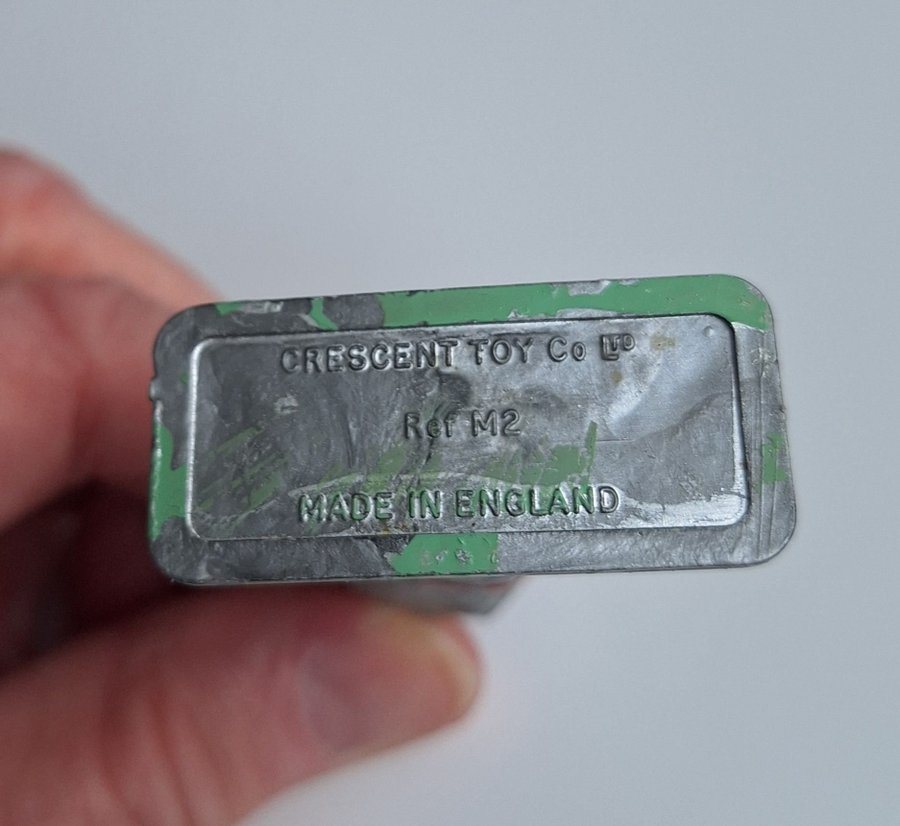 CRESCENT TOY Co LTD
Ref M2
MADE IN ENGLAND